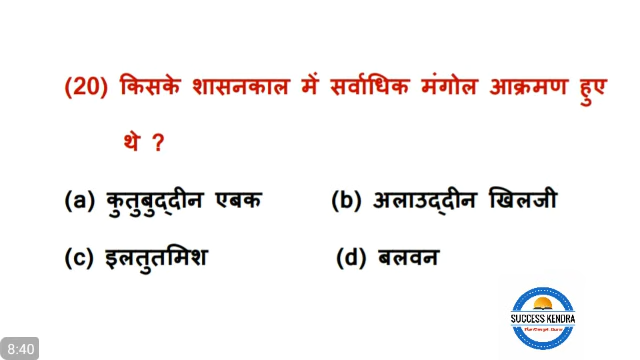 (20) किसके शासनकाल में सर्वाधिक मंगोल आक्रमण हुए
थे ?
(a) कुतुबुद्दीन एबक (b) अलाउद्दीन खिलजी
(c) इलतुतमिश (d) बलवन
SUCCESS KENDRA
8:40